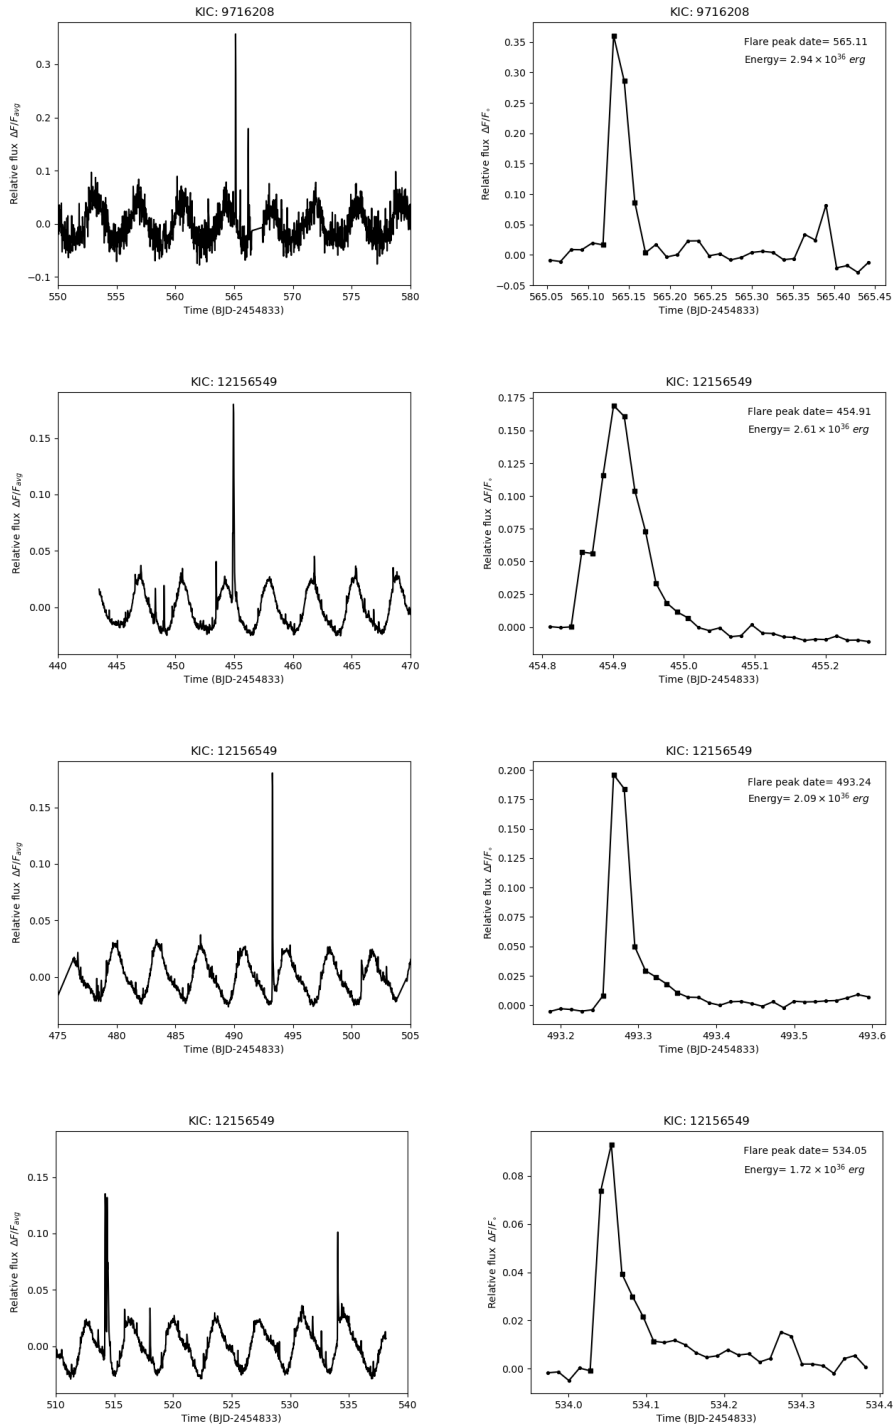 KIC: 9716208
Relative flux ΔF/F_avg
0.3
0.2
0.1
0.0
−0.1
550 555 560 565 570 575 580
Time (BJD-2454833)
KIC: 9716208
Flare peak date= 565.11
Energy= 2.94 × 10^36 erg
Relative flux ΔF/F∘
0.35
0.30
0.25
0.20
0.15
0.10
0.05
0.00
−0.05
565.05 565.10 565.15 565.20 565.25 565.30 565.35 565.40 565.45
Time (BJD-2454833)
KIC: 12156549
Relative flux ΔF/F_avg
0.15
0.10
0.05
0.00
440 445 450 455 460 465 470
Time (BJD-2454833)
KIC: 12156549
Flare peak date= 454.91
Energy= 2.61 × 10^36 erg
Relative flux ΔF/F∘
0.175
0.150
0.125
0.100
0.075
0.050
0.025
0.000
454.8 454.9 455.0 455.1 455.2
Time (BJD-2454833)
KIC: 12156549
Relative flux ΔF/F_avg
0.15
0.10
0.05
0.00
475 480 485 490 495 500 505
Time (BJD-2454833)
KIC: 12156549
Flare peak date= 493.24
Energy= 2.09 × 10^36 erg
Relative flux ΔF/F∘
0.200
0.175
0.150
0.125
0.100
0.075
0.050
0.025
0.000
493.2 493.3 493.4 493.5 493.6
Time (BJD-2454833)
KIC: 12156549
Relative flux ΔF/F_avg
0.15
0.10
0.05
0.00
510 515 520 525 530 535 540
Time (BJD-2454833)
KIC: 12156549
Flare peak date= 534.05
Energy= 1.72 × 10^36 erg
Relative flux ΔF/F∘
0.08
0.06
0.04
0.02
0.00
534.0 534.1 534.2 534.3 534.4
Time (BJD-2454833)